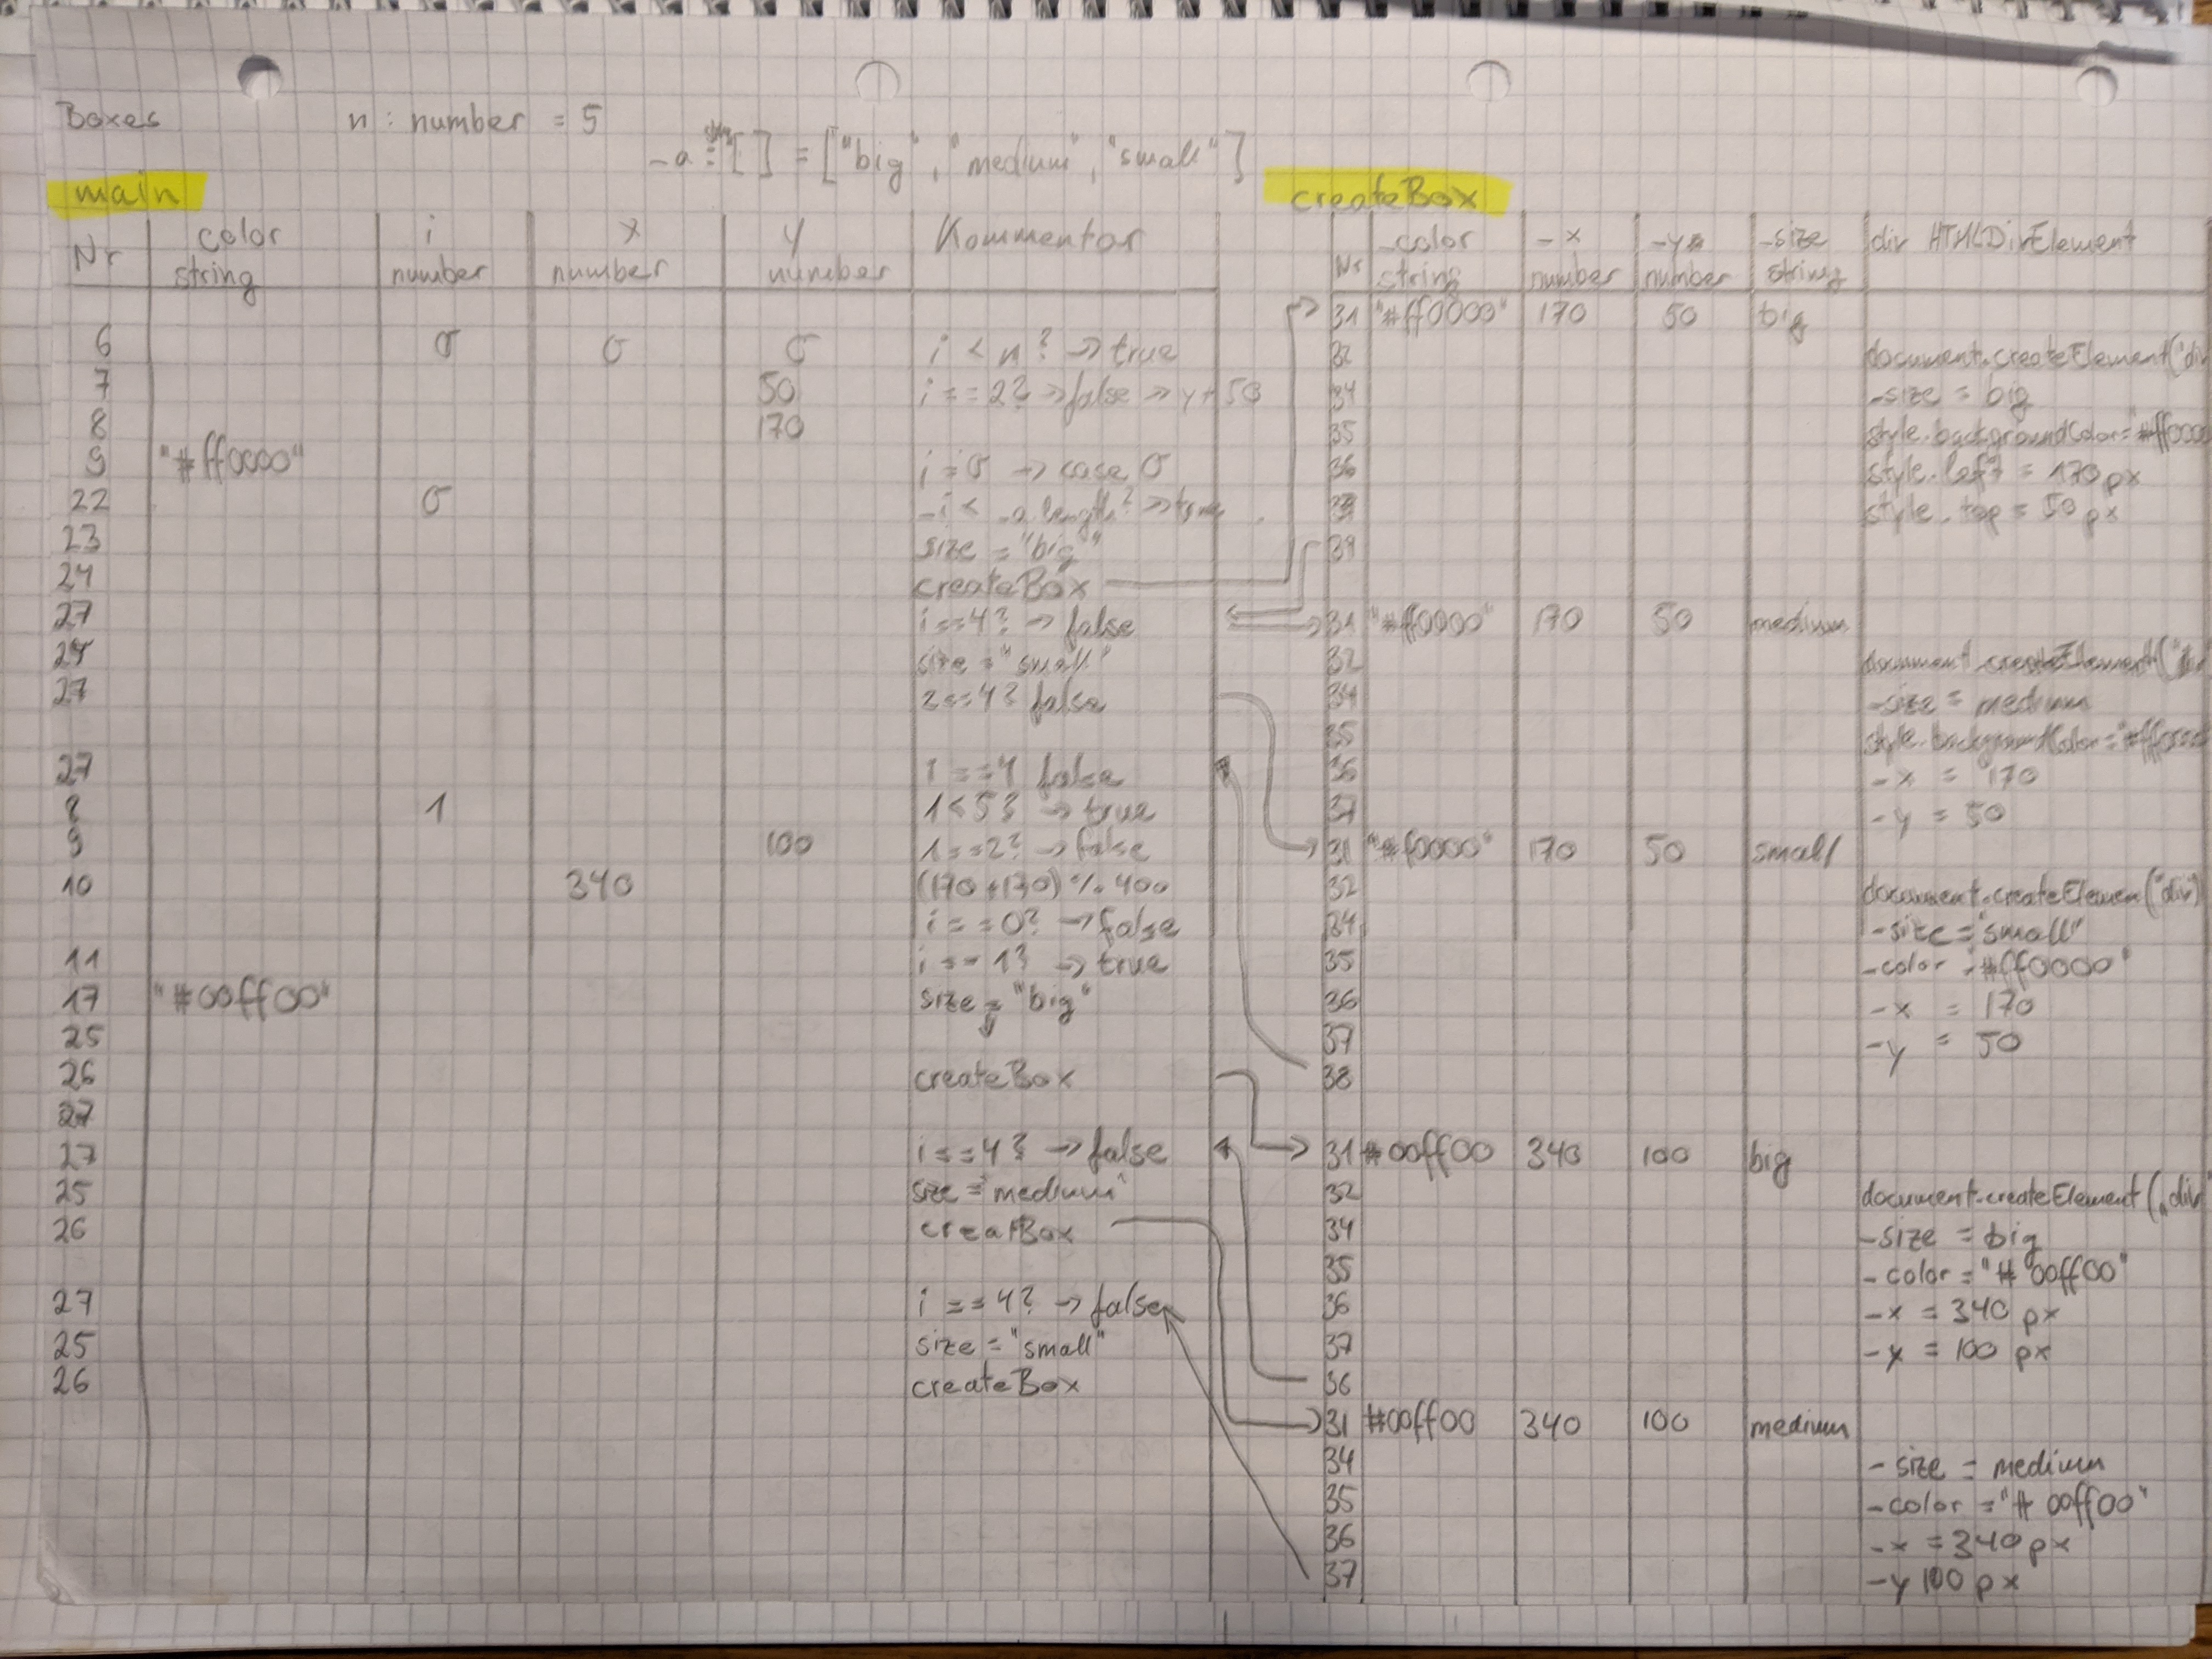 Boxes n : number = 5
_a : string [ ] = ["big", "medium", "small"]
main
Nr color string i number x number y number Kommentar
6 0 0 0 i < n? → true
7 50 i == 2? → false → y + 50
8 170
9 "#ff0000" i = 0 → case 0
22 0 _i < _a.length? → true
23 size = "big"
24 createBox
27 i == 4? → false
size = "small"
27 2 == 4? false
27 1 == 4 false
8 1 1 < 5? → true
9 100 1 == 2? → false
10 340 (170 + 170) % 400
i == 0? → false
11 i == 1? → true
17 "#00ff00" size = "big"
25
26 createBox
27
27 i == 4? → false
25 size = "medium"
26 creatBox
27 i == 4? → false
25 size = "small"
26 createBox
createBox
Nr _color string _x number _y number _size string div HTMLDivElement
31 "#ff0000" 170 50 big
32 document.createElement("div
34 _size = big
35 style.backgroundColor="#ff0000
36 style.left = 170 px
style.top = 50 px
39
31 "#ff0000" 170 50 medium
32 document.createElement("div
34 _size = medium
35 style.backgroundColor="#ff0000
36 _x = 170
37 _y = 50
31 "#f0000" 170 50 small
32 document.createElemen("div)
34 _size = "small"
35 _color = "#ff0000"
36 _x = 170
37 _y = 50
38
31 #00ff00 340 100 big
32 document.createElement("div"
34 _size = big
35 _color = "#00ff00"
36 _x = 340 px
37 _y = 100 px
36
31 #00ff00 340 100 medium
34 _size = medium
35 _color = "#00ff00"
36 _x = 340px
37 _y 100 px